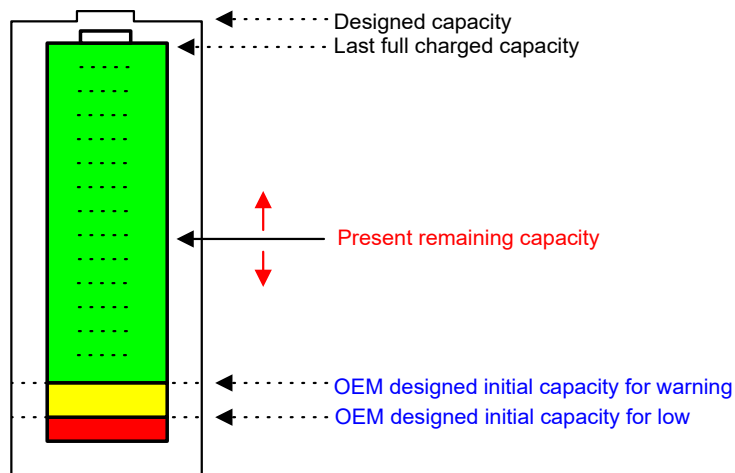 Designed capacity
Last full charged capacity
Present remaining capacity
OEM designed initial capacity for warning
OEM designed initial capacity for low